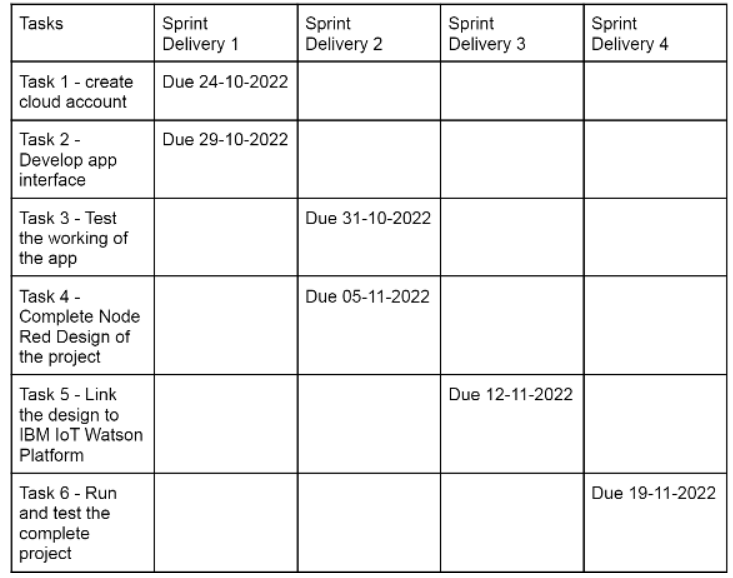 Tasks
Sprint
Delivery 1
Sprint
Delivery 2
Sprint
Delivery 3
Sprint
Delivery 4
Task 1 - create
cloud account
Due 24-10-2022
Task 2 -
Develop app
interface
Due 29-10-2022
Task 3 - Test
the working of
the app
Due 31-10-2022
Task 4 -
Complete Node
Red Design of
the project
Due 05-11-2022
Task 5 - Link
the design to
IBM IoT Watson
Platform
Due 12-11-2022
Task 6 - Run
and test the
complete
project
Due 19-11-2022